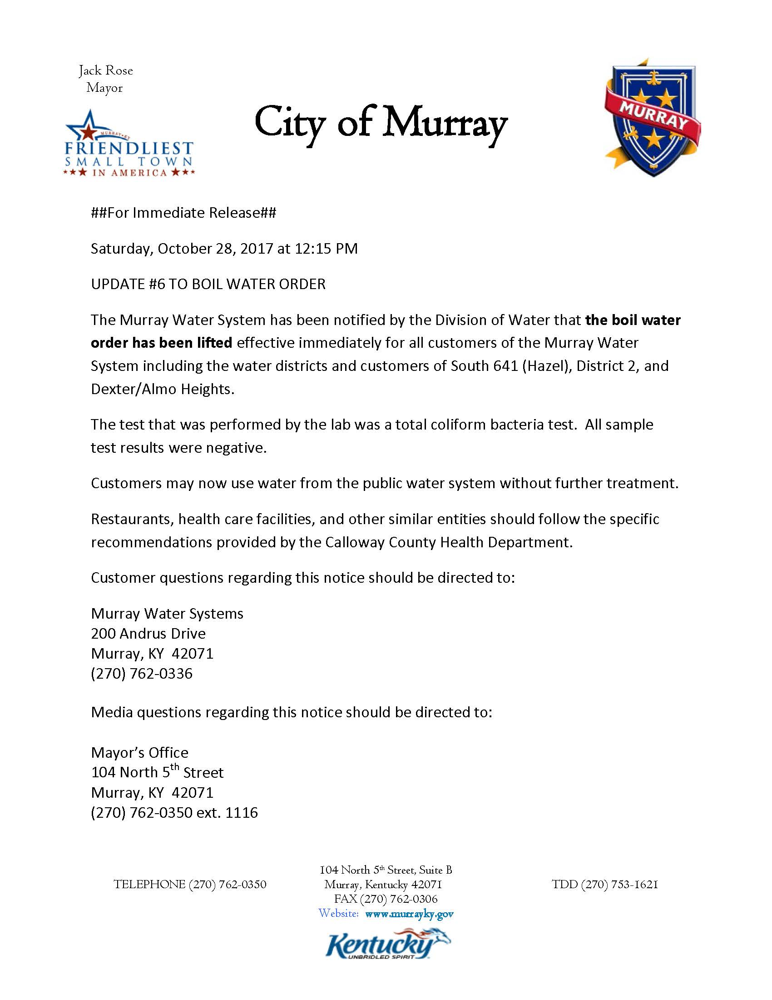 Jack Rose
Mayor
City of Murray
MURRAY
MURRAY•KY
FRIENDLIEST
SMALL TOWN
IN AMERICA
##For Immediate Release##
Saturday, October 28, 2017 at 12:15 PM
UPDATE #6 TO BOIL WATER ORDER
The Murray Water System has been notified by the Division of Water that the boil water
order has been lifted effective immediately for all customers of the Murray Water
System including the water districts and customers of South 641 (Hazel), District 2, and
Dexter/Almo Heights.
The test that was performed by the lab was a total coliform bacteria test.  All sample
test results were negative.
Customers may now use water from the public water system without further treatment.
Restaurants, health care facilities, and other similar entities should follow the specific
recommendations provided by the Calloway County Health Department.
Customer questions regarding this notice should be directed to:
Murray Water Systems
200 Andrus Drive
Murray, KY  42071
(270) 762-0336
Media questions regarding this notice should be directed to:
Mayor’s Office
104 North 5th Street
Murray, KY  42071
(270) 762-0350 ext. 1116
104 North 5th Street, Suite B
TELEPHONE (270) 762-0350 Murray, Kentucky 42071 TDD (270) 753-1621
FAX (270) 762-0306
Website:  www.murrayky.gov
Kentucky
UNBRIDLED SPIRIT